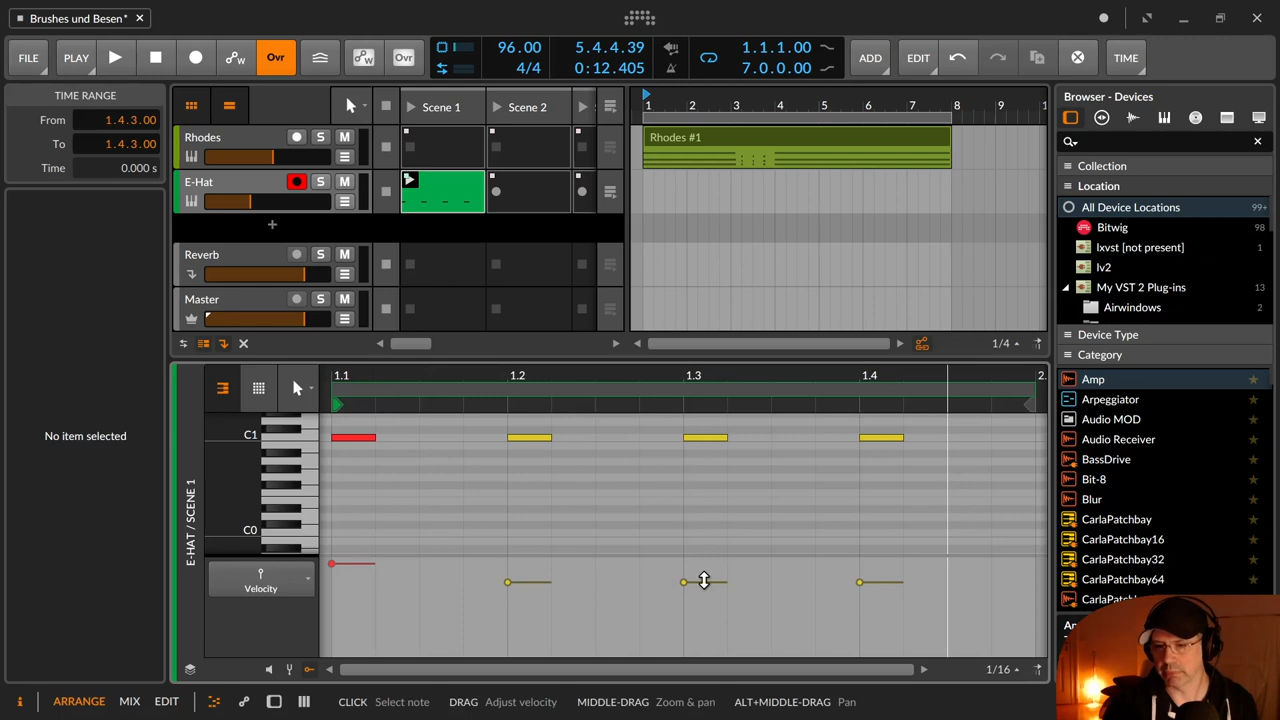 Brushes und Besen*
FILE
PLAY
Ovr
Ovr
96.00
4/4
5.4.4.39
0:12.405
1.1.1.00
7.0.0.00
ADD
EDIT
TIME
TIME RANGE
From 1.4.3.00
To 1.4.3.00
Time 0.000 s
No item selected
Scene 1
Scene 2
Rhodes
S M
E-Hat
S M
Reverb
S M
Master
S M
1 2 3 4 5 6 7 8 9
Rhodes #1
1/4
1.1 1.2 1.3 1.4 2.
C1
C0
E-HAT / SCENE 1
Velocity
1/16
Browser - Devices
Collection
Location
All Device Locations 99+
Bitwig 98
lxvst [not present] 1
lv2
My VST 2 Plug-ins 13
Airwindows 2
Device Type
Category
Amp
Arpeggiator
Audio MOD
Audio Receiver
BassDrive
Bit-8
Blur
CarlaPatchbay
CarlaPatchbay16
CarlaPatchbay32
CarlaPatchbay64
i ARRANGE MIX EDIT
CLICK Select note DRAG Adjust velocity MIDDLE-DRAG Zoom & pan ALT+MIDDLE-DRAG Pan